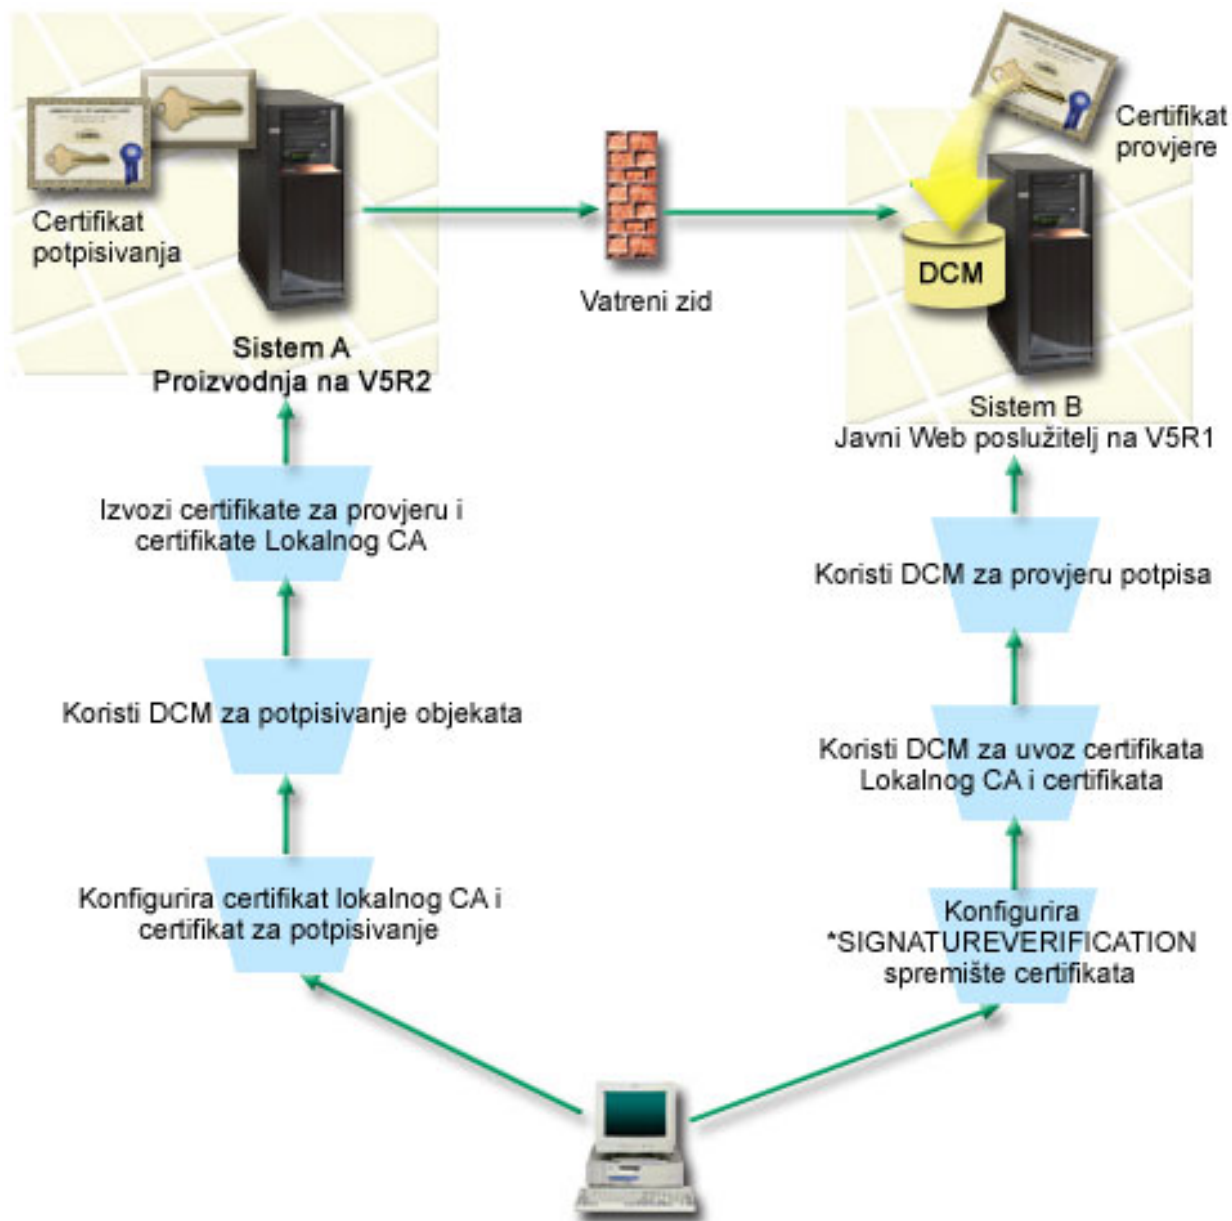 Certifikat
potpisivanja
Sistem A
Proizvodnja na V5R2
Vatreni zid
Certifikat
provjere
DCM
Sistem B
Javni Web poslužitelj na V5R1
Izvozi certifikate za provjeru i
certifikate Lokalnog CA
Koristi DCM za potpisivanje objekata
Konfigurira certifikat lokalnog CA i
certifikat za potpisivanje
Koristi DCM za provjeru potpisa
Koristi DCM za uvoz certifikata
Lokalnog CA i certifikata
Konfigurira
*SIGNATUREVERIFICATION
spremište certifikata